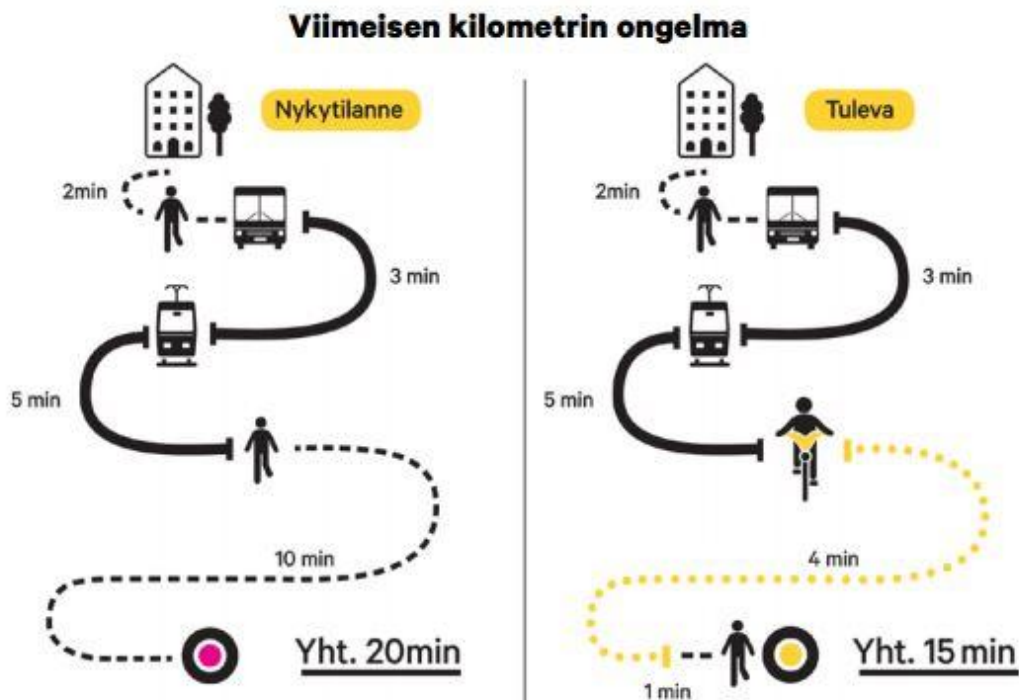 Viimeisen kilometrin ongelma
Nykytilanne
2min
3 min
5 min
10 min
Yht. 20min
Tuleva
2min
3 min
5 min
4 min
1 min
Yht. 15 min